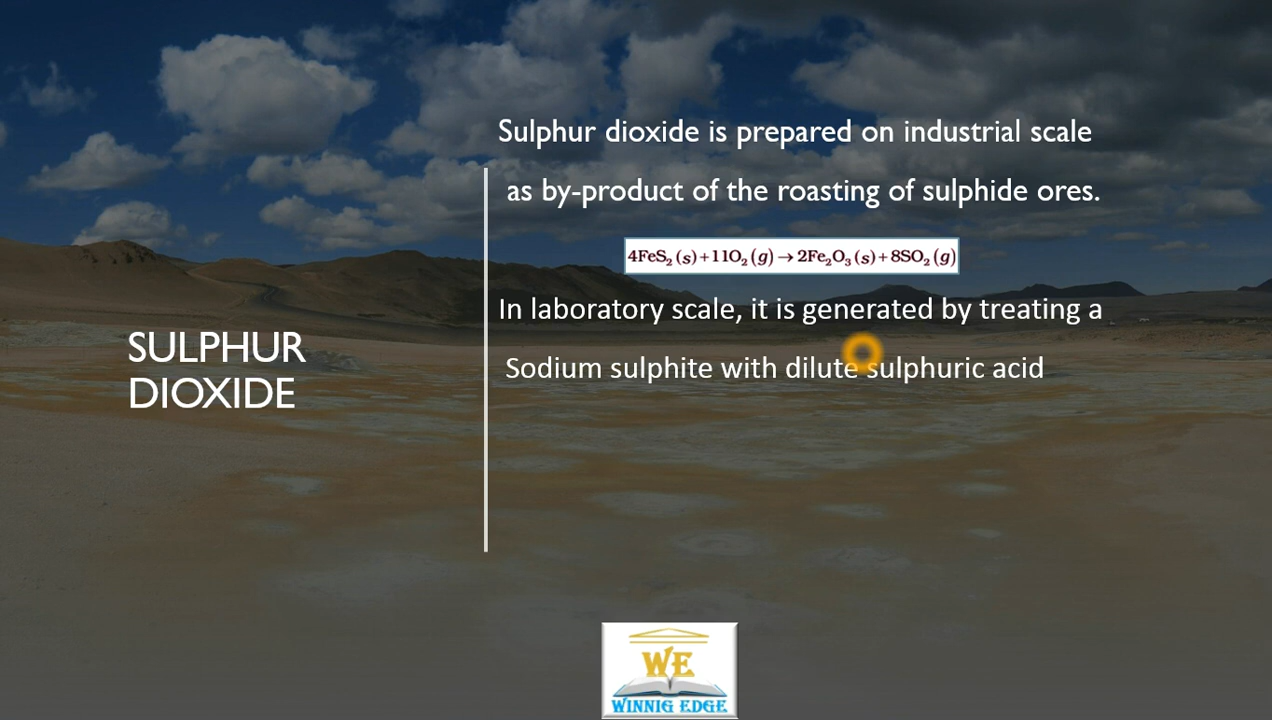 Sulphur dioxide is prepared on industrial scale
as by-product of the roasting of sulphide ores.
4FeS₂ (s) + 11O₂ (g) → 2Fe₂O₃ (s) + 8SO₂ (g)
In laboratory scale, it is generated by treating a
Sodium sulphite with dilute sulphuric acid
SULPHUR
DIOXIDE
WE
WINNIG EDGE